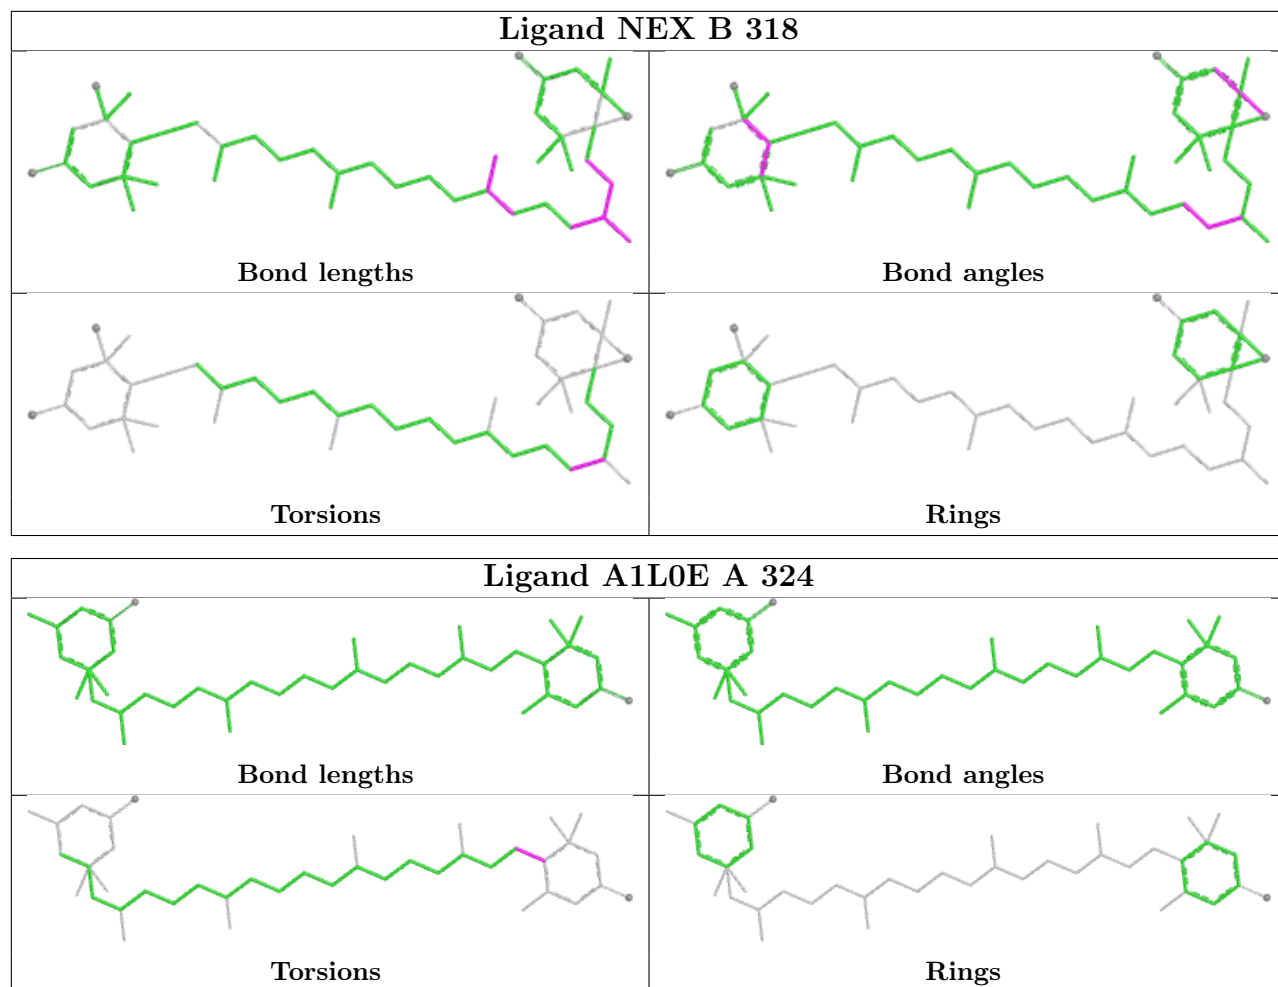 Ligand NEX B 318
Bond lengths
Bond angles
Torsions
Rings
Ligand A1L0E A 324
Bond lengths
Bond angles
Torsions
Rings